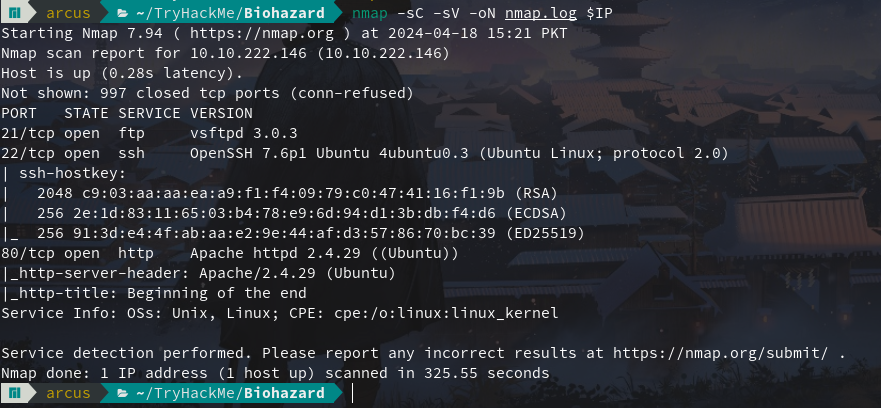 arcus ~/TryHackMe/Biohazard nmap -sC -sV -oN nmap.log $IP
Starting Nmap 7.94 ( https://nmap.org ) at 2024-04-18 15:21 PKT
Nmap scan report for 10.10.222.146 (10.10.222.146)
Host is up (0.28s latency).
Not shown: 997 closed tcp ports (conn-refused)
PORT   STATE SERVICE VERSION
21/tcp open  ftp     vsftpd 3.0.3
22/tcp open  ssh     OpenSSH 7.6p1 Ubuntu 4ubuntu0.3 (Ubuntu Linux; protocol 2.0)
| ssh-hostkey:
|   2048 c9:03:aa:aa:ea:a9:f1:f4:09:79:c0:47:41:16:f1:9b (RSA)
|   256 2e:1d:83:11:65:03:b4:78:e9:6d:94:d1:3b:db:f4:d6 (ECDSA)
|_  256 91:3d:e4:4f:ab:aa:e2:9e:44:af:d3:57:86:70:bc:39 (ED25519)
80/tcp open  http    Apache httpd 2.4.29 ((Ubuntu))
|_http-server-header: Apache/2.4.29 (Ubuntu)
|_http-title: Beginning of the end
Service Info: OSs: Unix, Linux; CPE: cpe:/o:linux:linux_kernel

Service detection performed. Please report any incorrect results at https://nmap.org/submit/ .
Nmap done: 1 IP address (1 host up) scanned in 325.55 seconds
arcus ~/TryHackMe/Biohazard